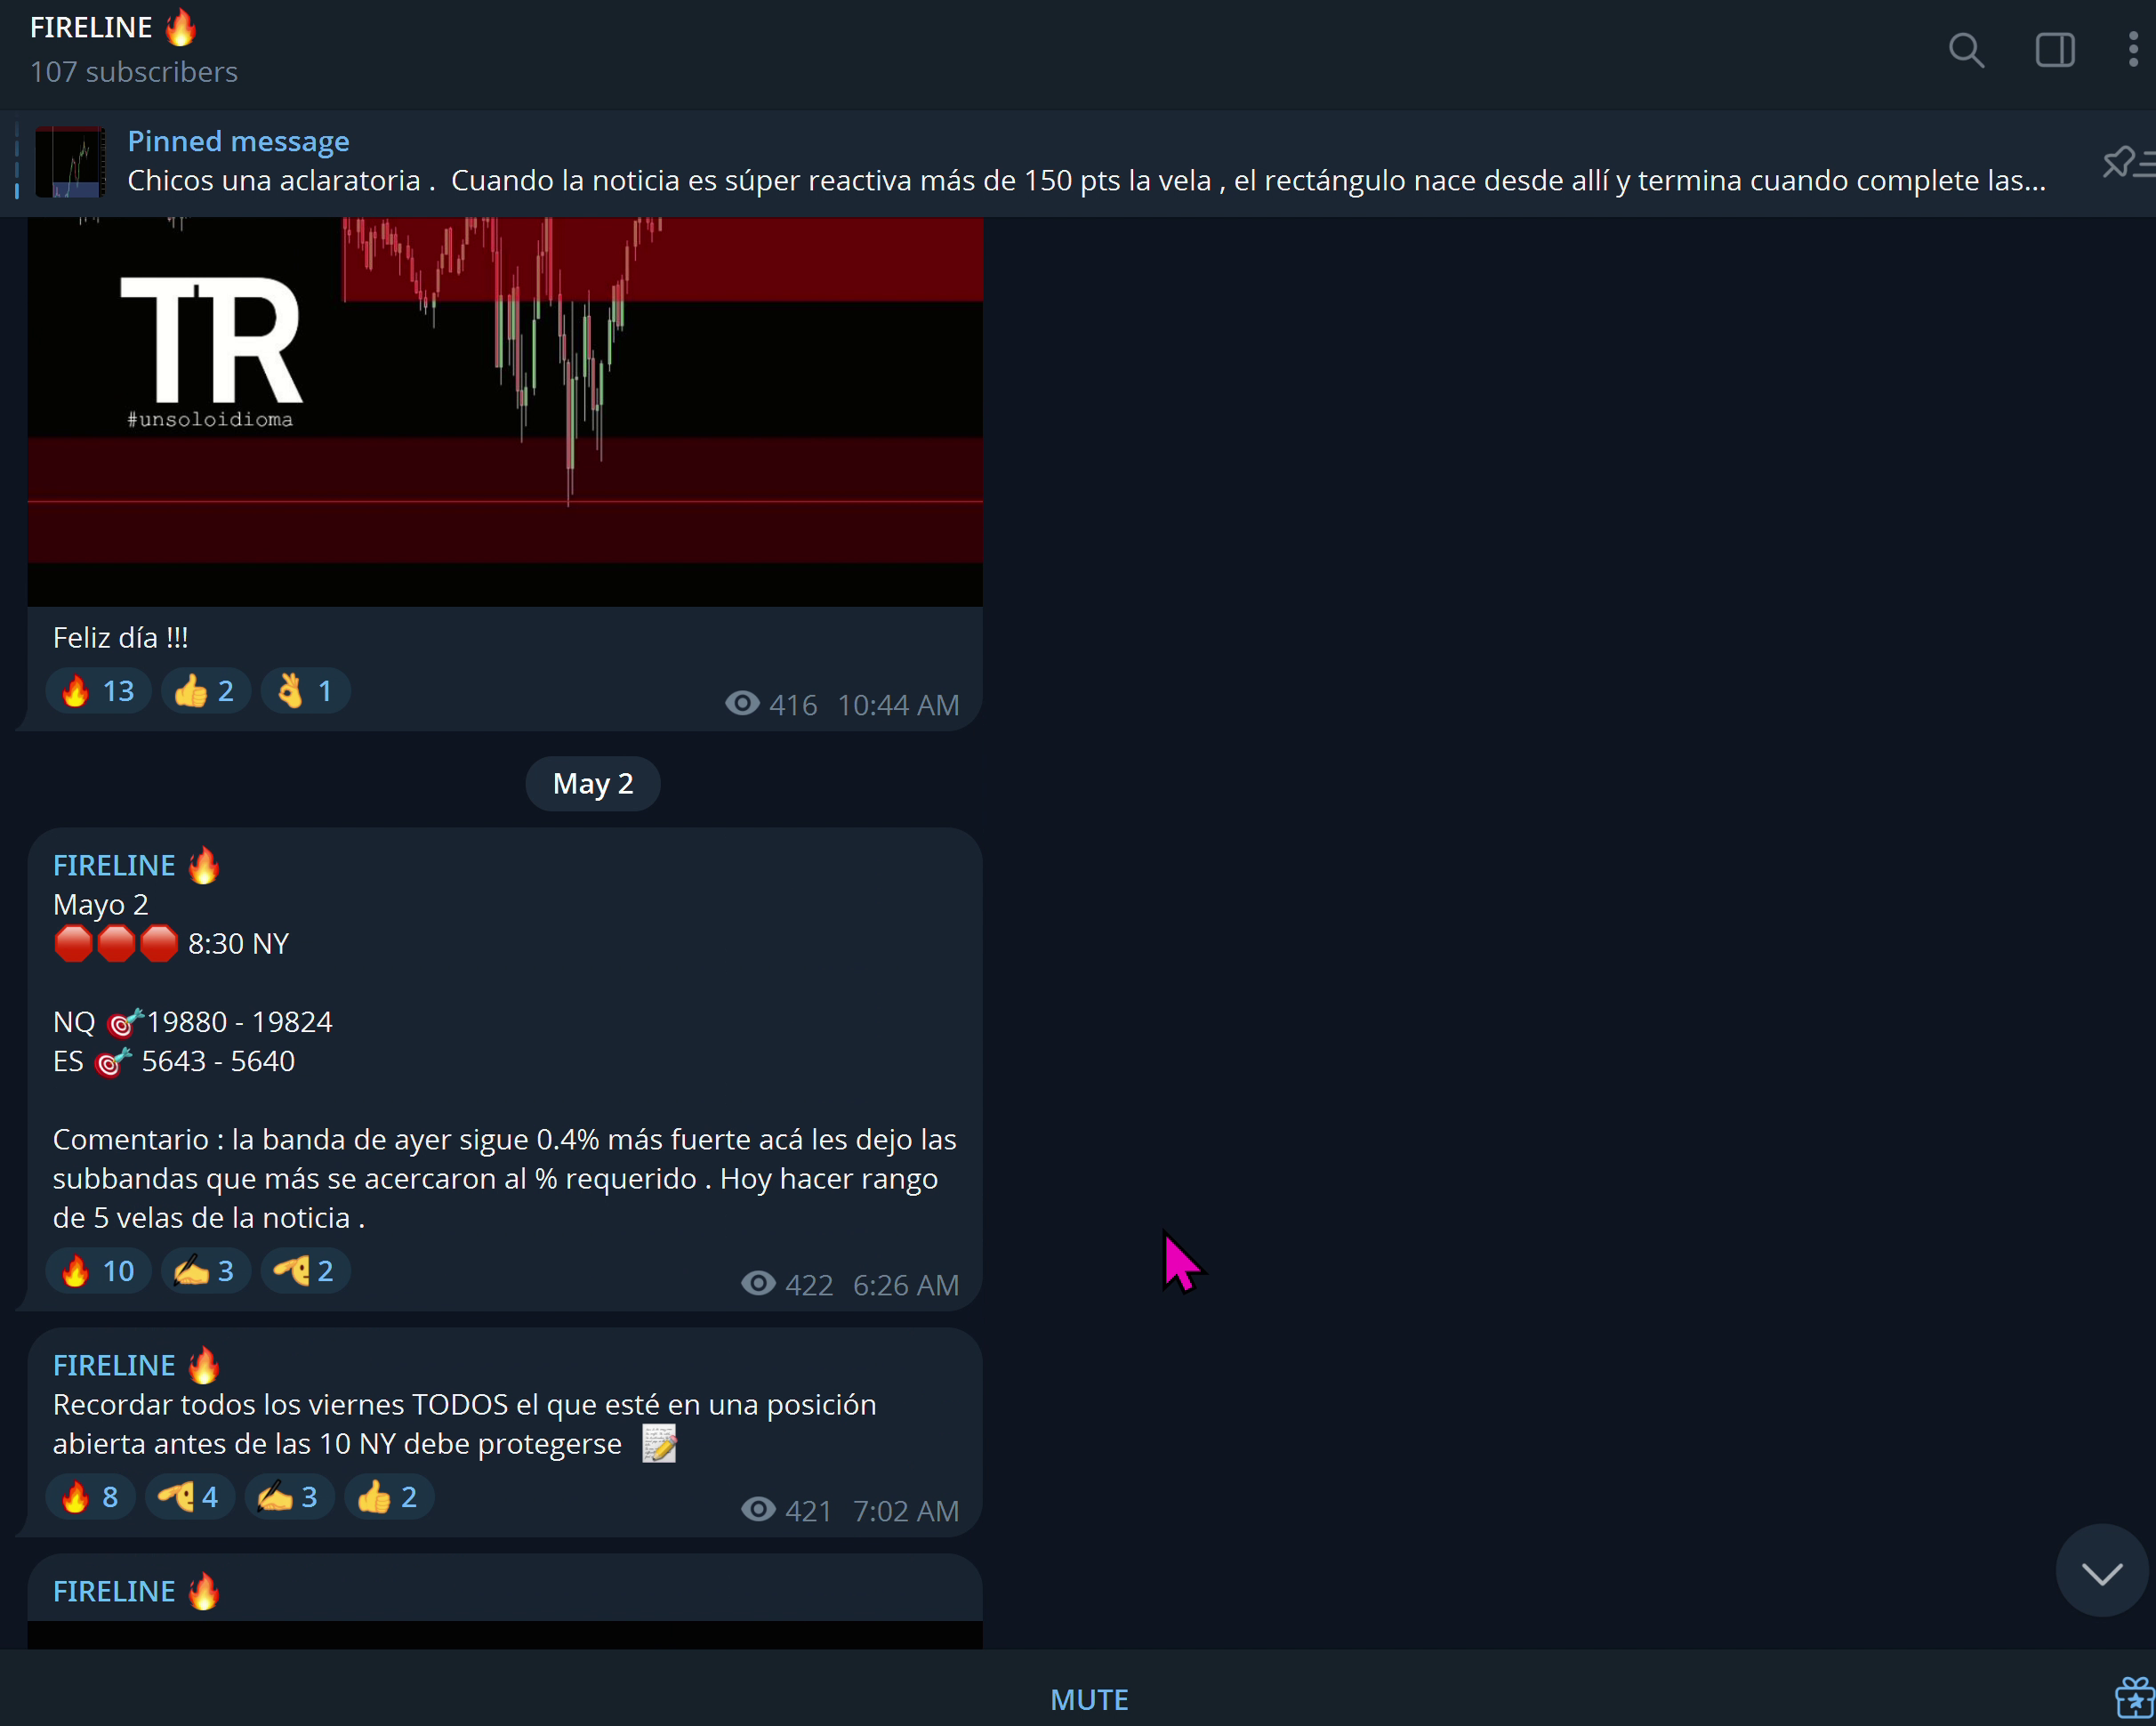 FIRELINE 🔥
107 subscribers
Pinned message
Chicos una aclaratoria .  Cuando la noticia es súper reactiva más de 150 pts la vela , el rectángulo nace desde allí y termina cuando complete las...
TR
#unsoloidioma
Feliz día !!!
🔥 13 👍 2 👌 1
416 10:44 AM
May 2
FIRELINE 🔥
Mayo 2
🛑🛑🛑 8:30 NY
NQ 🎯19880 - 19824
ES 🎯 5643 - 5640
Comentario : la banda de ayer sigue 0.4% más fuerte acá les dejo las
subbandas que más se acercaron al % requerido . Hoy hacer rango
de 5 velas de la noticia .
🔥 10 ✍ 3 🫡 2
422 6:26 AM
FIRELINE 🔥
Recordar todos los viernes TODOS el que esté en una posición
abierta antes de las 10 NY debe protegerse 📝
🔥 8 🫡 4 ✍ 3 👍 2
421 7:02 AM
FIRELINE 🔥
MUTE